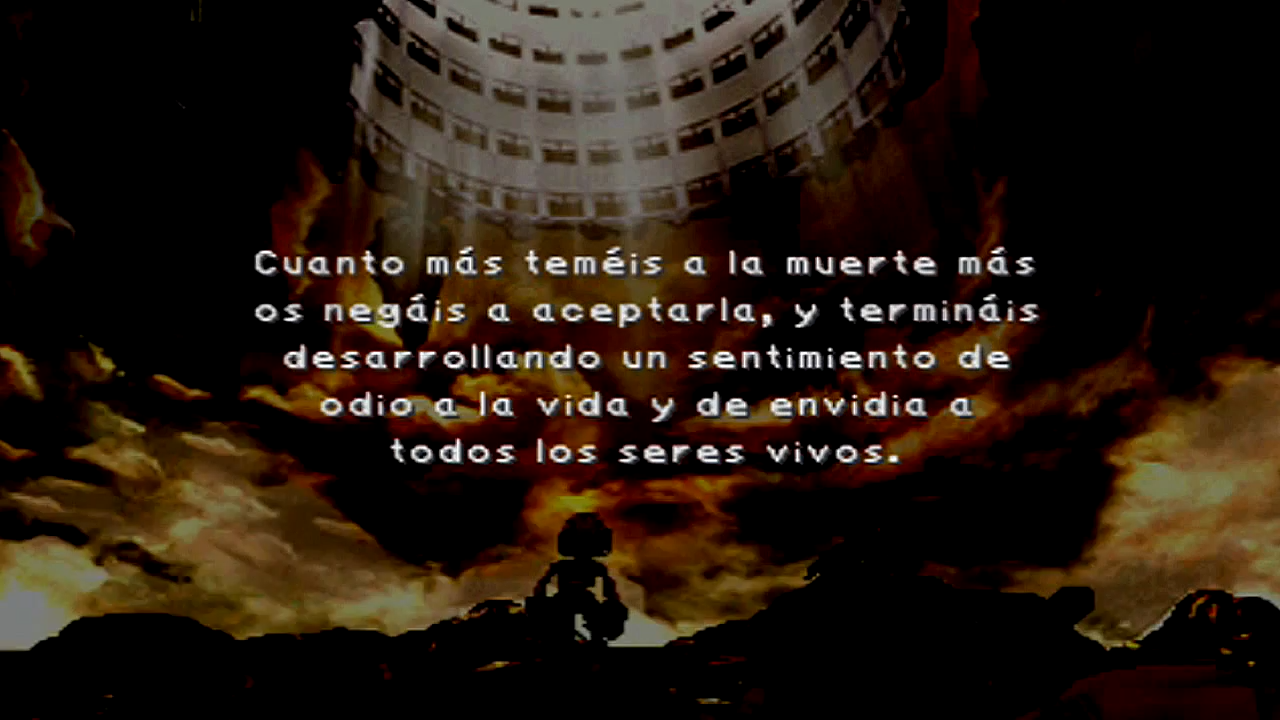 Cuanto más teméis a la muerte más
os negáis a aceptarla, y termináis
desarrollando un sentimiento de
odio a la vida y de envidia a
todos los seres vivos.